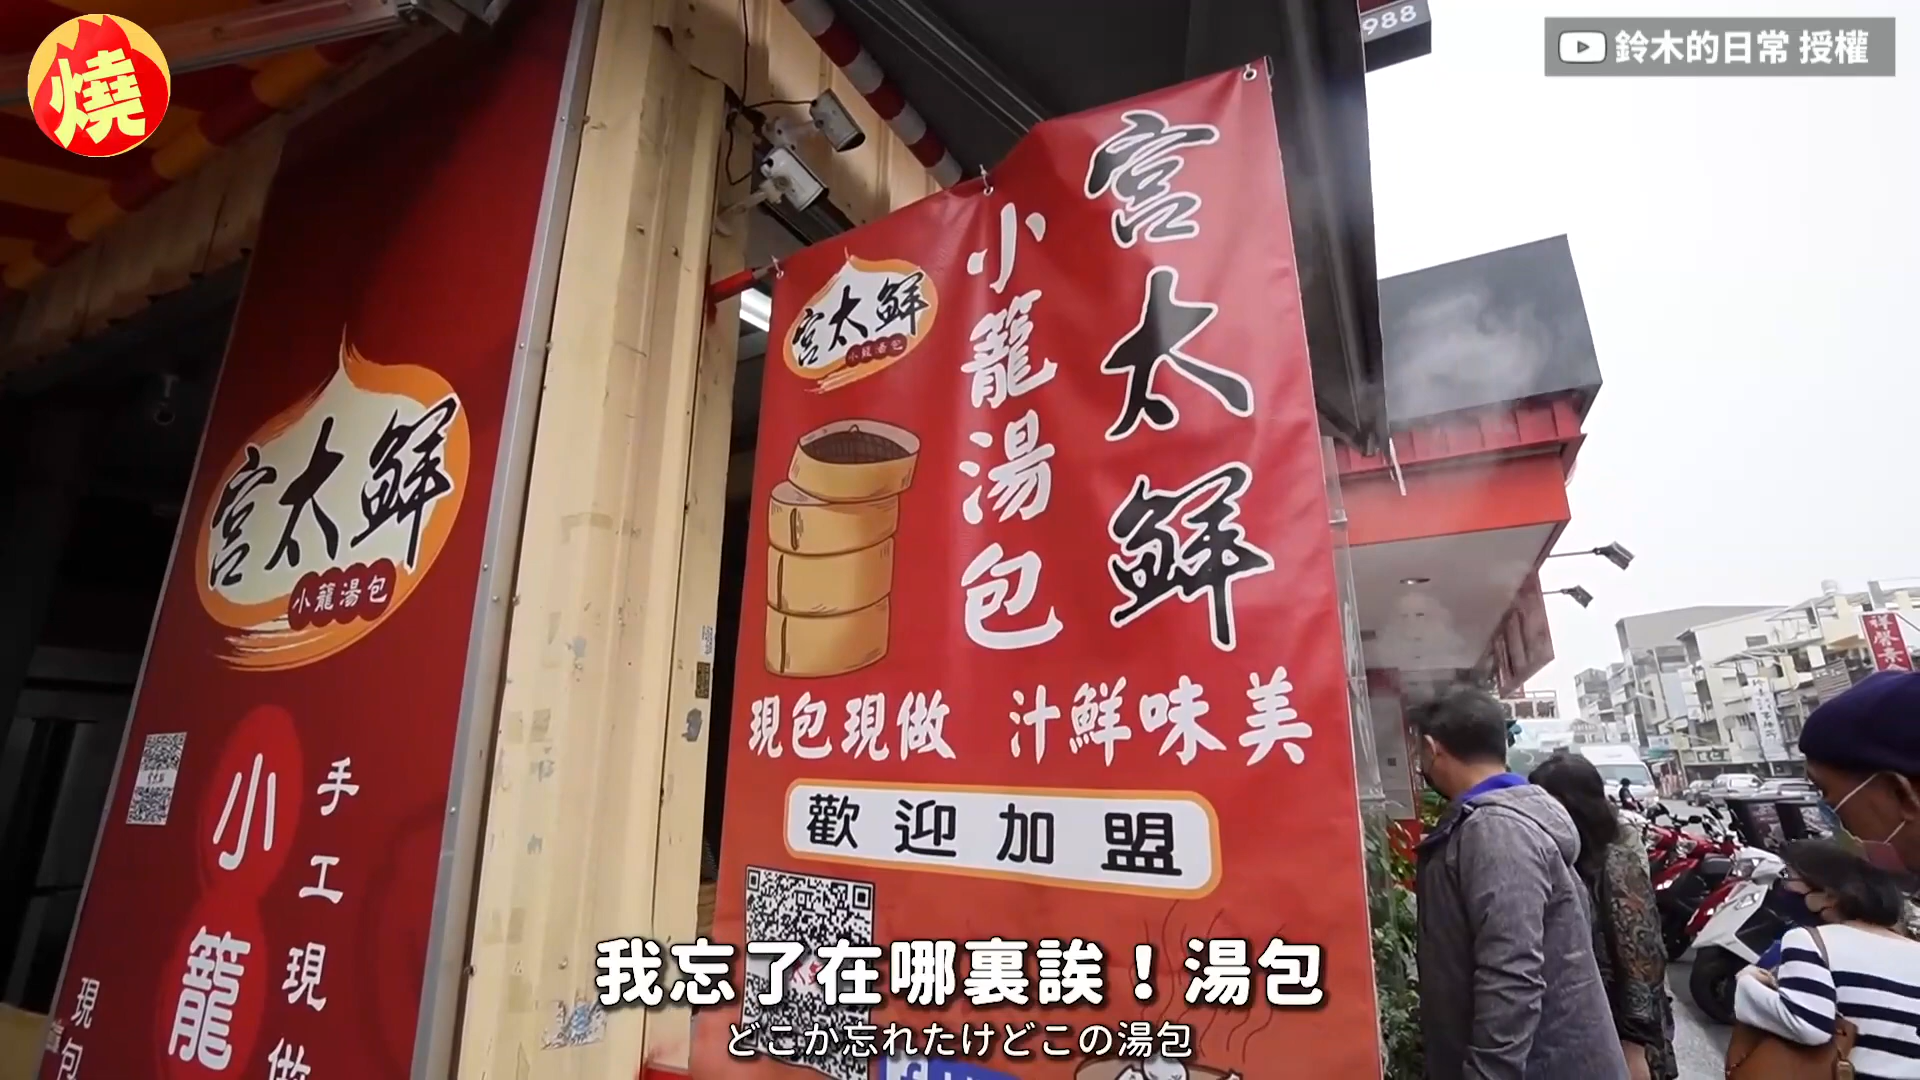 燒
鈴木的日常 授權
988
宮太鮮
小籠湯包
宮太鮮
小籠湯包
現包現做 汁鮮味美
歡迎加盟
宮太鮮
小籠湯包
手工現做
小籠
現包
我忘了在哪裏誒！湯包
どこか忘れたけどこの湯包